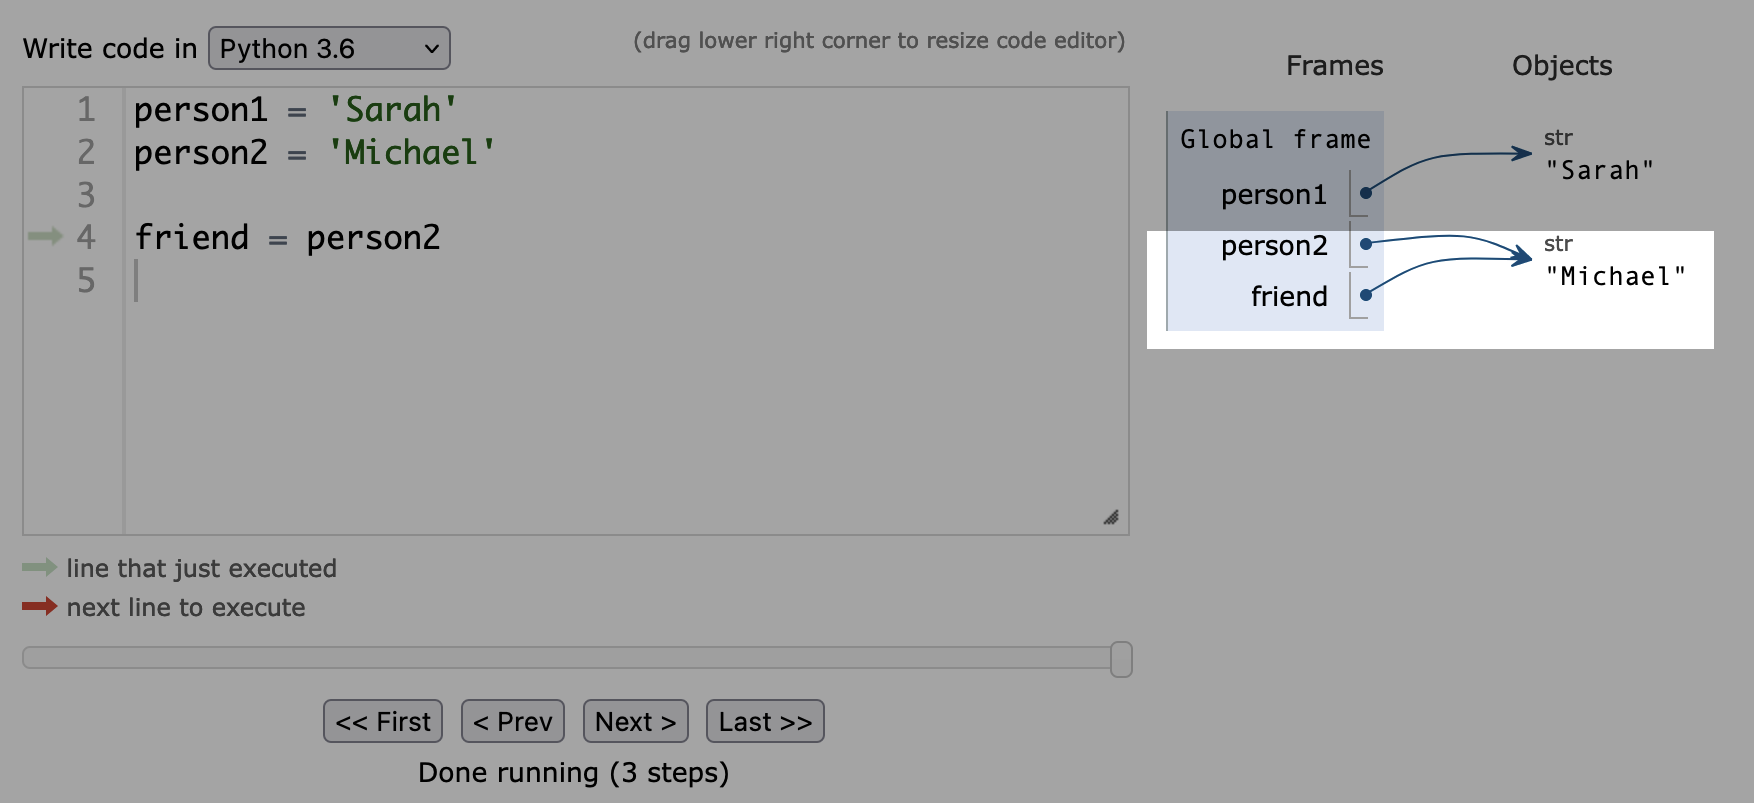 Write code in Python 3.6
(drag lower right corner to resize code editor)
1 person1 = 'Sarah'
2 person2 = 'Michael'
3
4 friend = person2
5
line that just executed
next line to execute
<< First < Prev Next > Last >>
Done running (3 steps)
Frames Objects
Global frame
str
"Sarah"
person1
person2
str
"Michael"
friend